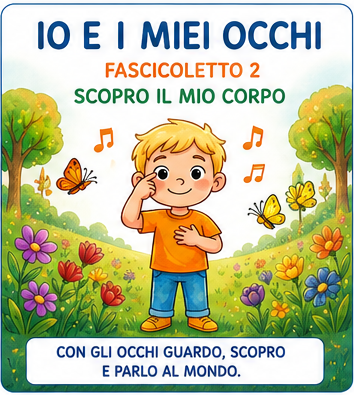 IO E I MIEI OCCHI
FASCICOLETTO 2
SCOPRO IL MIO CORPO
CON GLI OCCHI GUARDO, SCOPRO
E PARLO AL MONDO.